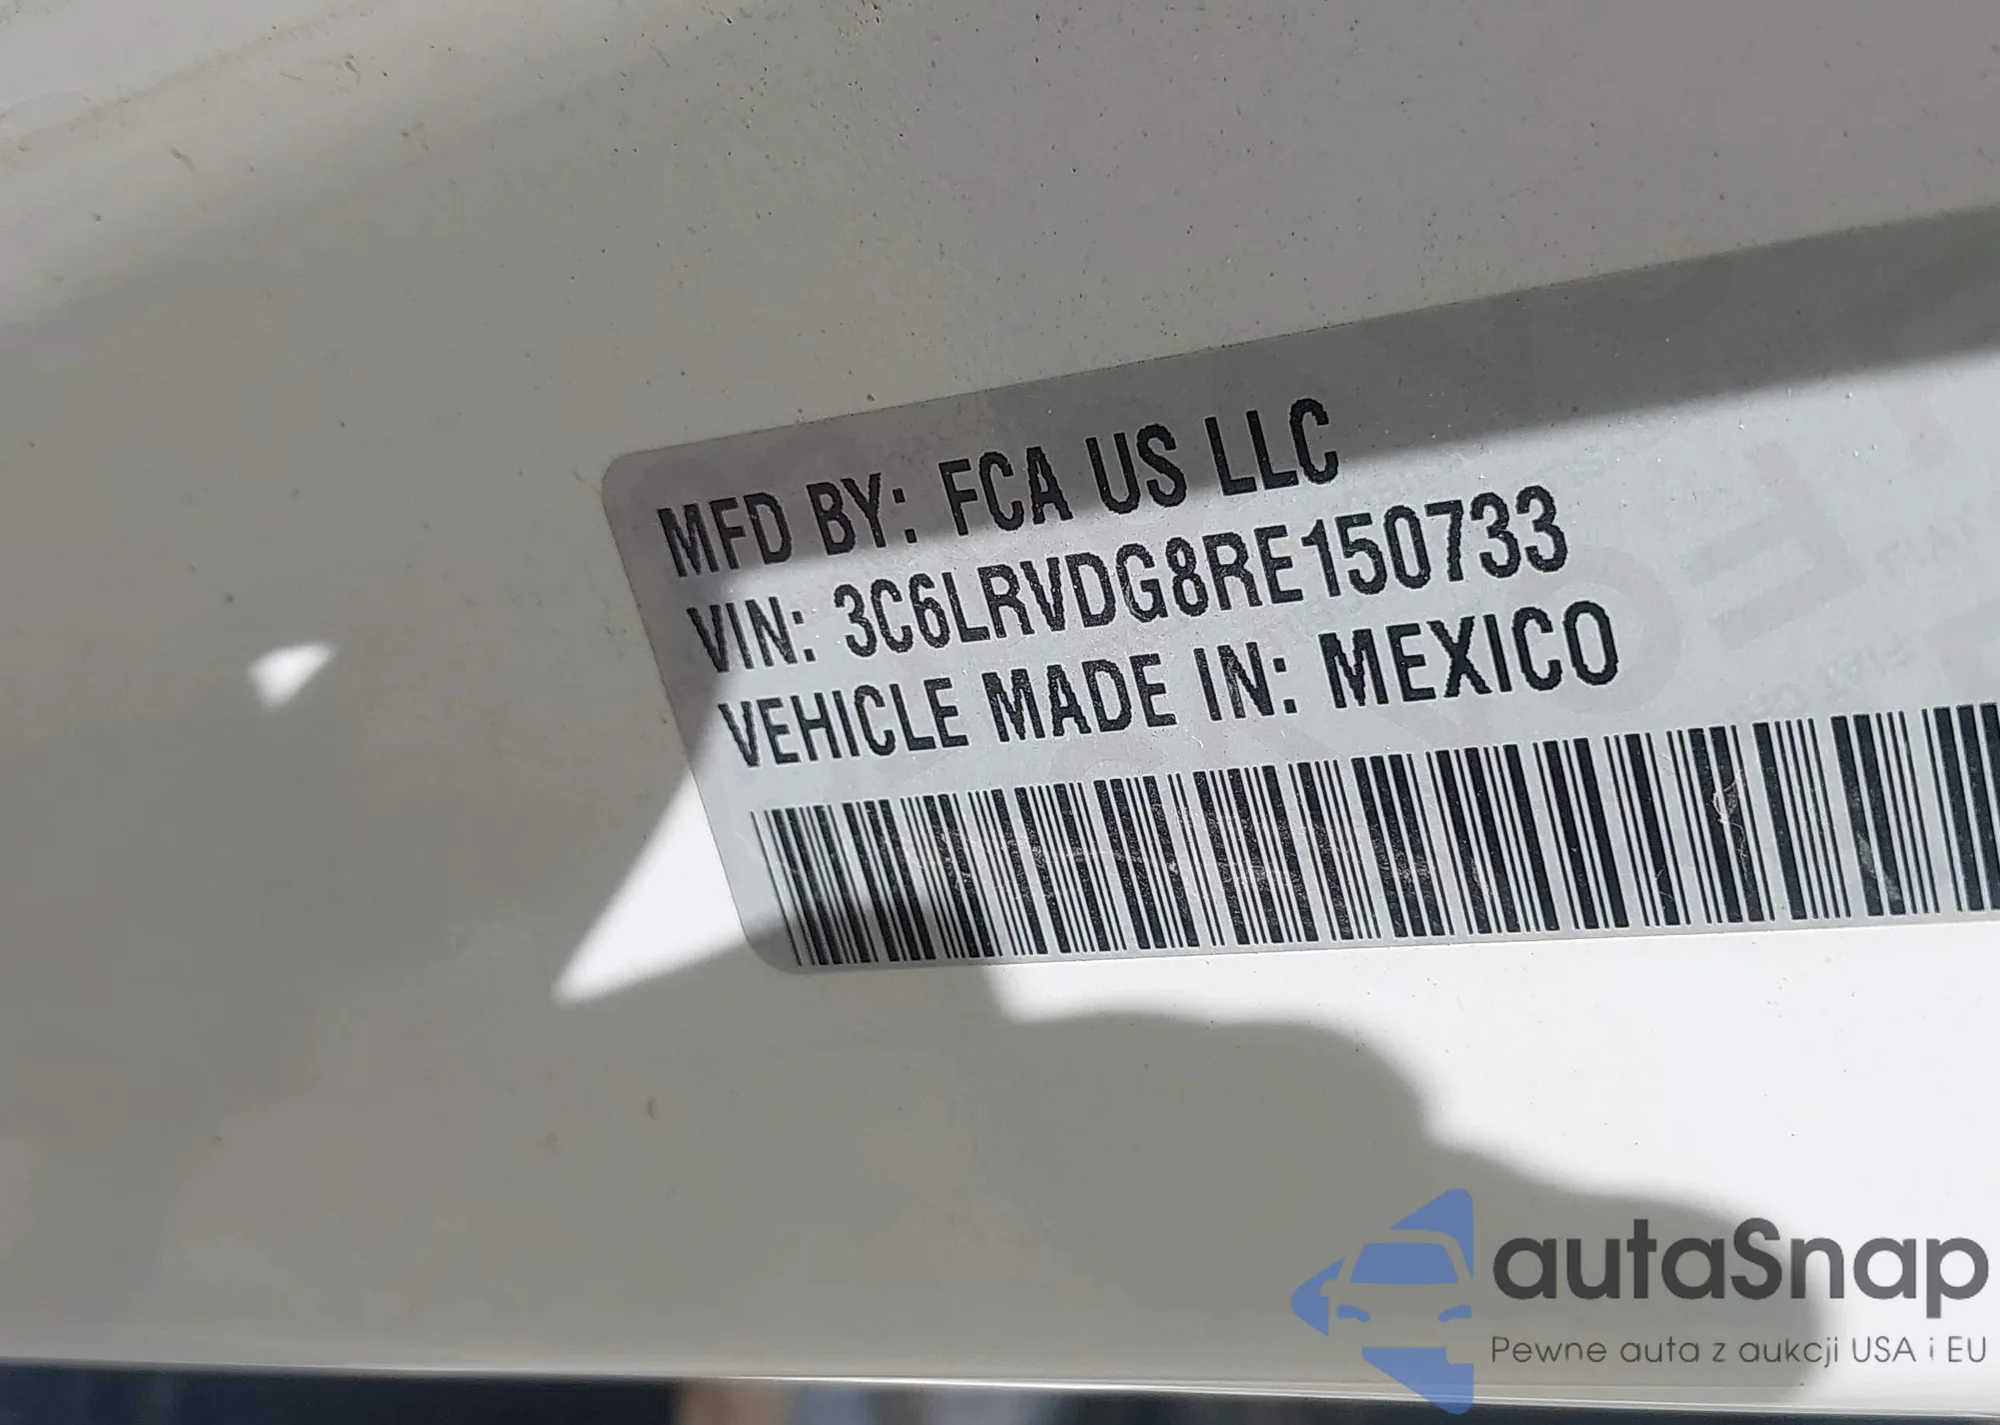 MFD BY: FCA US LLC
VIN: 3C6LRVDG8RE150733
VEHICLE MADE IN: MEXICO
autaSnap
Pewne auta z aukcji USA i EU